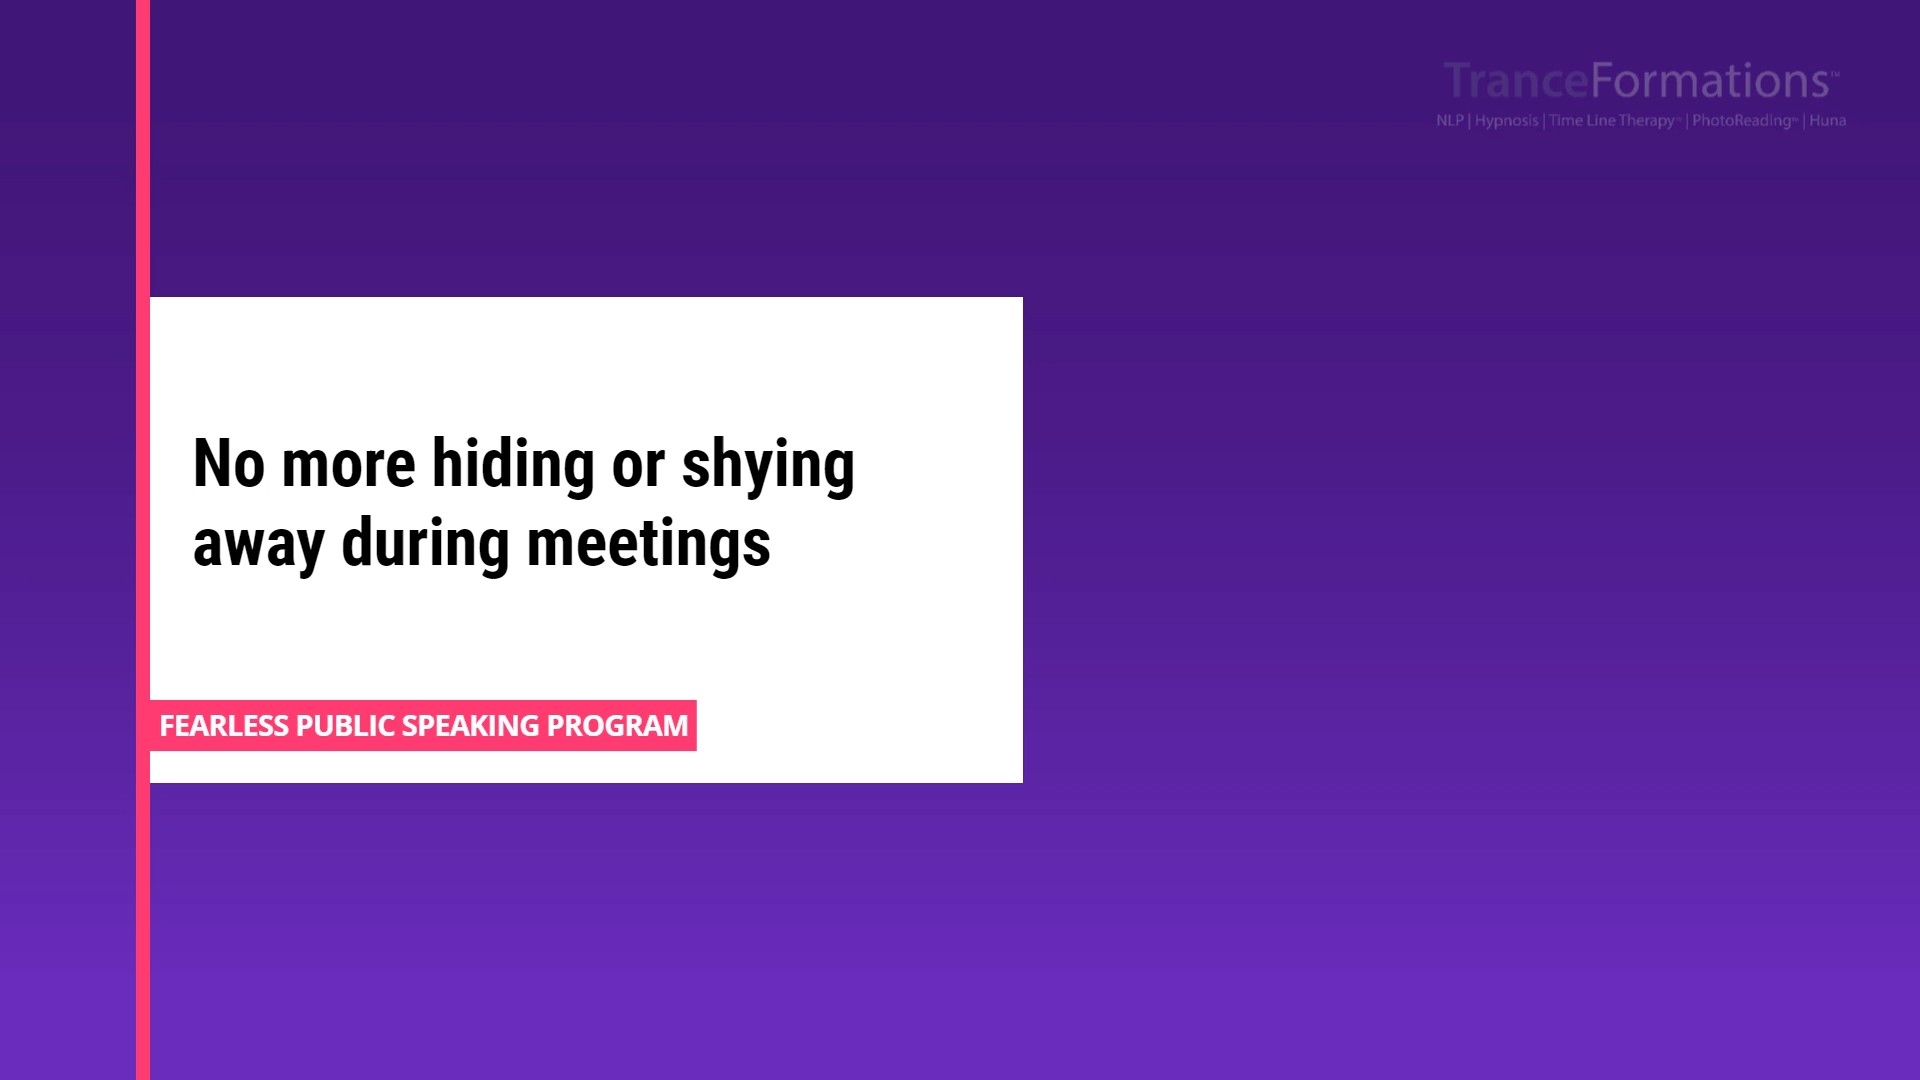 TranceFormations™
NLP | Hypnosis | Time Line Therapy™ | PhotoReading™ | Huna
No more hiding or shying
away during meetings
FEARLESS PUBLIC SPEAKING PROGRAM